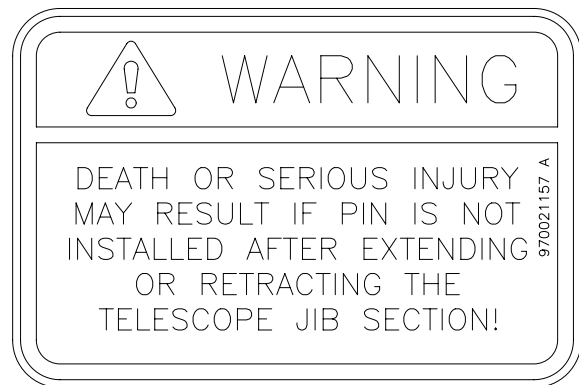 WARNING
DEATH OR SERIOUS INJURY
MAY RESULT IF PIN IS NOT
INSTALLED AFTER EXTENDING
OR RETRACTING THE
TELESCOPE JIB SECTION!
970021157 A